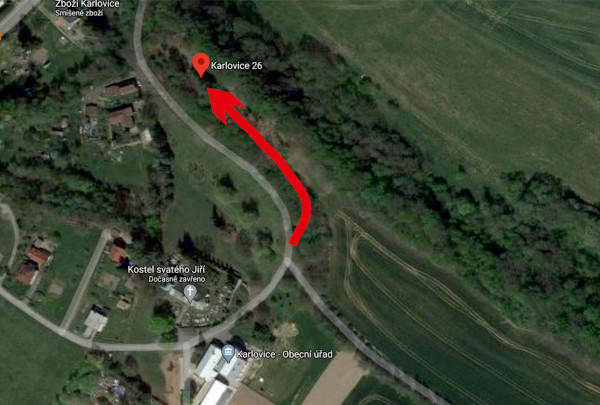 Zboží Karlovice
Smíšené zboží
Karlovice 26
Kostel svatého Jiří
Dočasně zavřeno
Karlovice - Obecní úřad